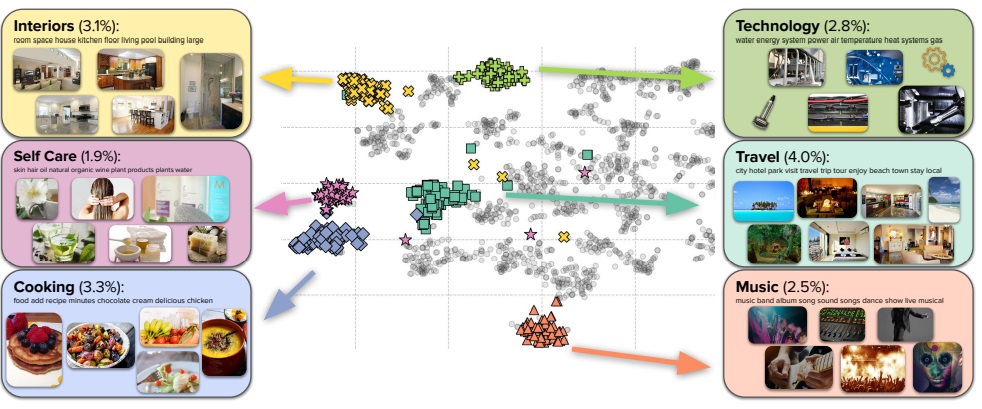 Interiors (3.1%):
room space house kitchen floor living pool building large
Self Care (1.9%):
skin hair oil natural organic wine plant products plants water
Cooking (3.3%):
food add recipe minutes chocolate cream delicious chicken
Technology (2.8%):
water energy system power air temperature heat systems gas
Travel (4.0%):
city hotel park visit travel trip tour enjoy beach town stay local
Music (2.5%):
music band album song sound songs dance show live musical